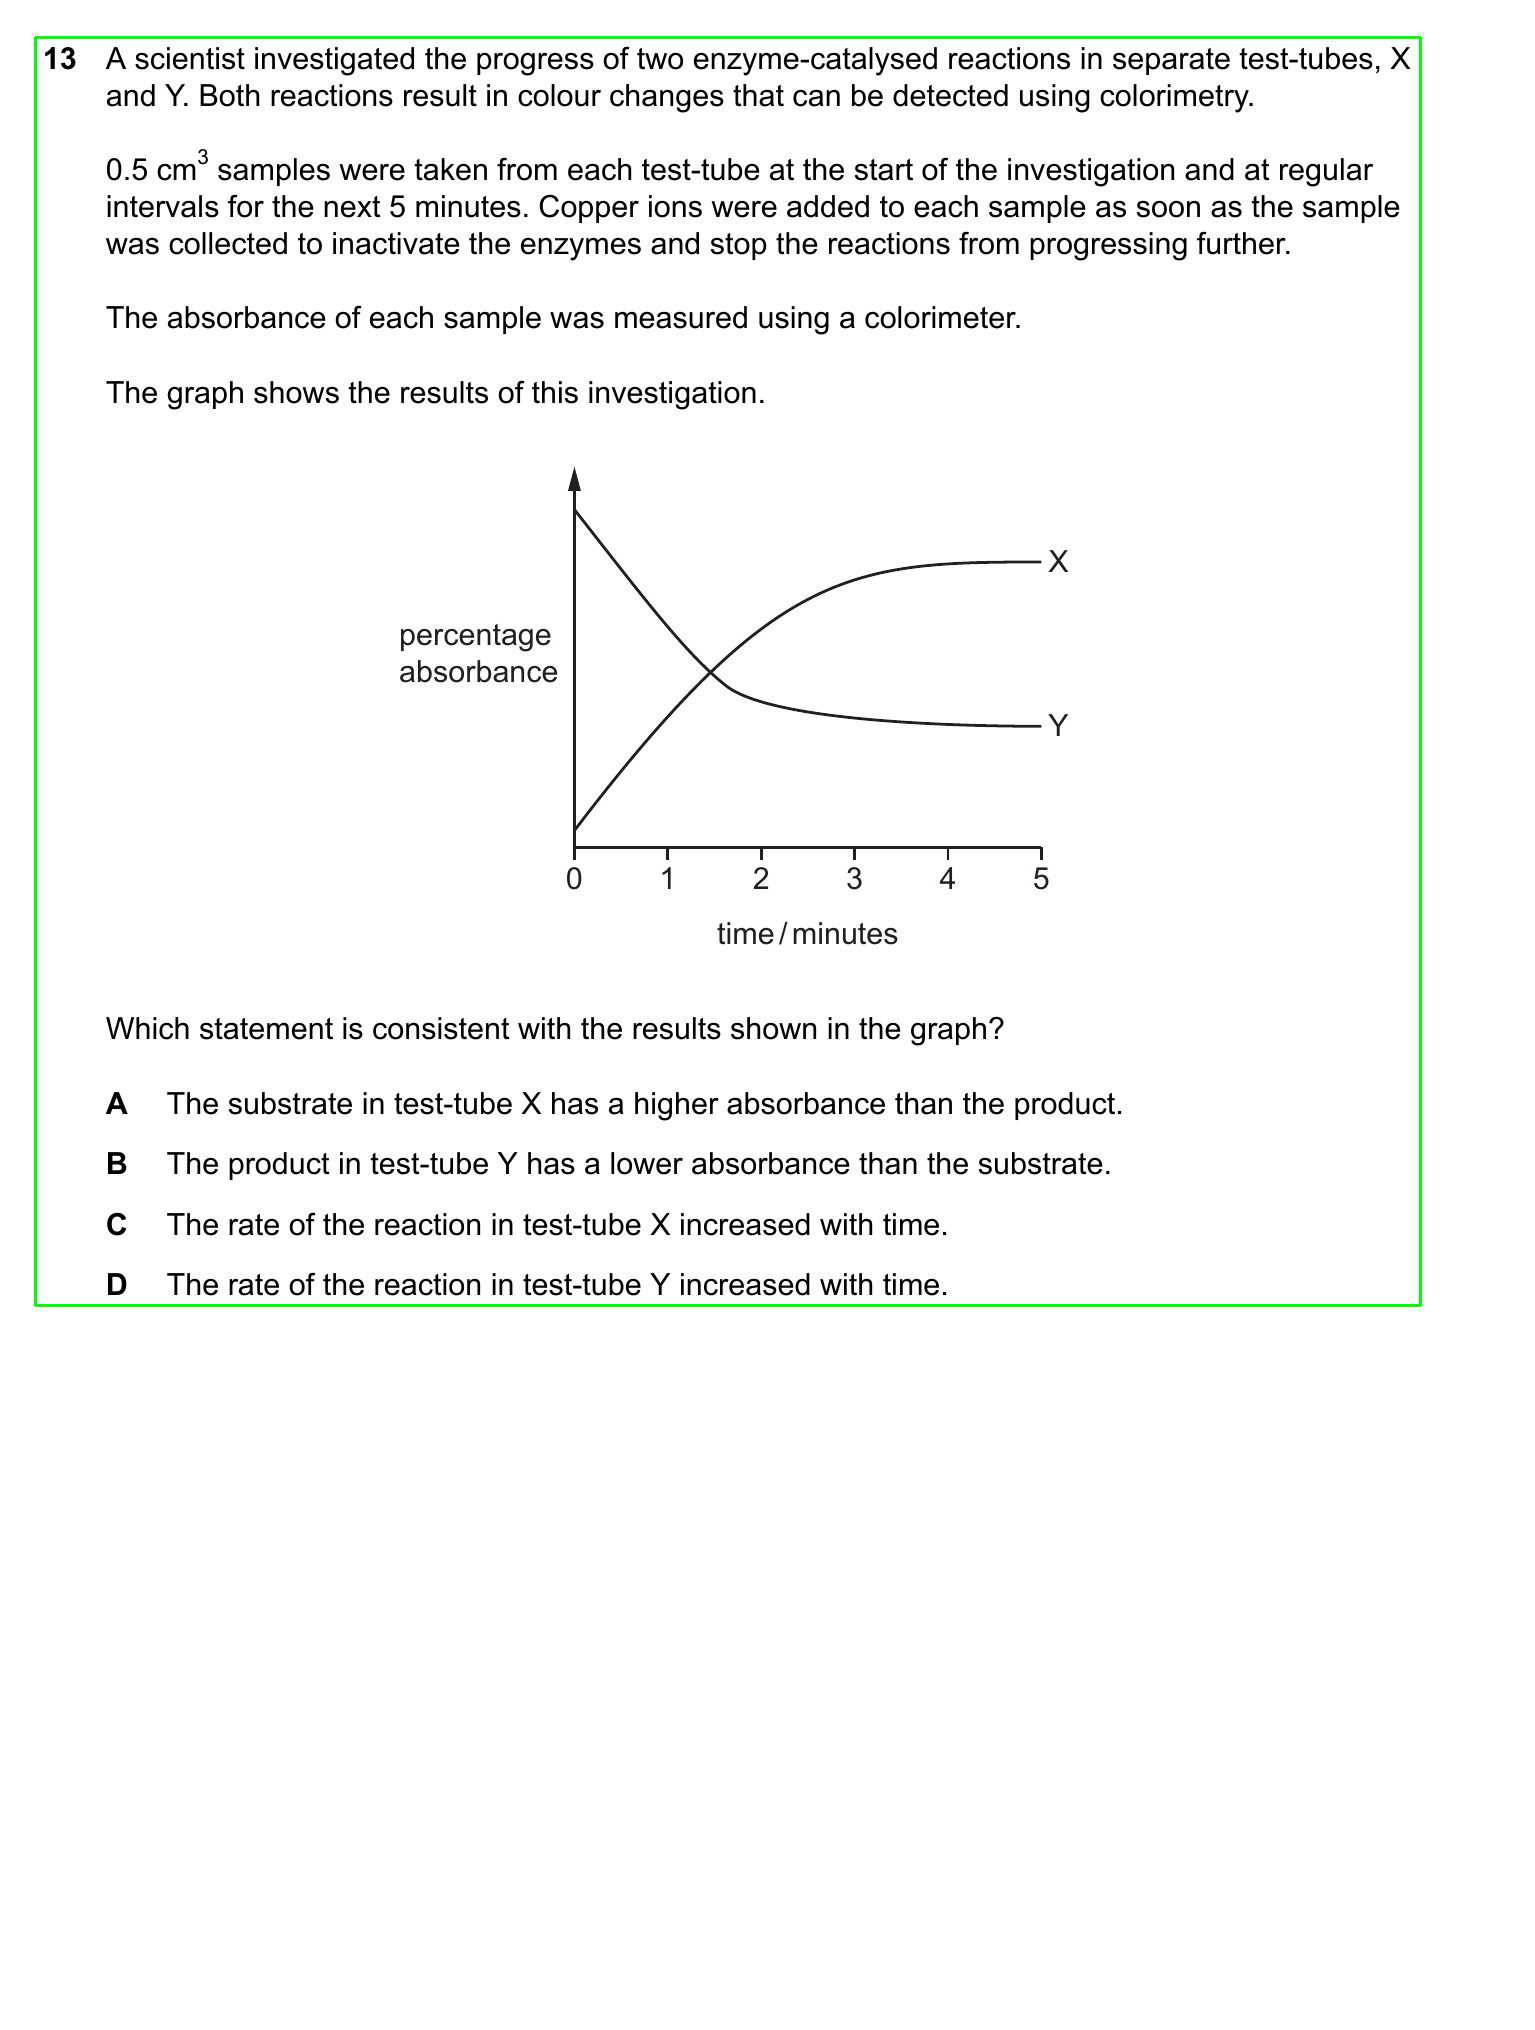 13 A scientist investigated the progress of two enzyme-catalysed reactions in separate test-tubes, X
and Y. Both reactions result in colour changes that can be detected using colorimetry.
0.5 cm³ samples were taken from each test-tube at the start of the investigation and at regular
intervals for the next 5 minutes. Copper ions were added to each sample as soon as the sample
was collected to inactivate the enzymes and stop the reactions from progressing further.
The absorbance of each sample was measured using a colorimeter.
The graph shows the results of this investigation.
X
percentage
absorbance
Y
0 1 2 3 4 5
time / minutes
Which statement is consistent with the results shown in the graph?
A The substrate in test-tube X has a higher absorbance than the product.
B The product in test-tube Y has a lower absorbance than the substrate.
C The rate of the reaction in test-tube X increased with time.
D The rate of the reaction in test-tube Y increased with time.